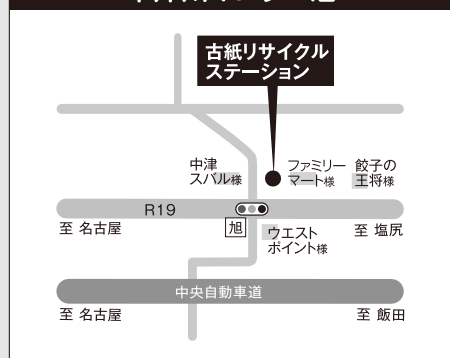 古紙リサイクル
ステーション
中津
スバル様
ファミリー
マート様
餃子の
王将様
R19
至 名古屋
旭
ウエスト
ポイント様
至 塩尻
中央自動車道
至 名古屋
至 飯田